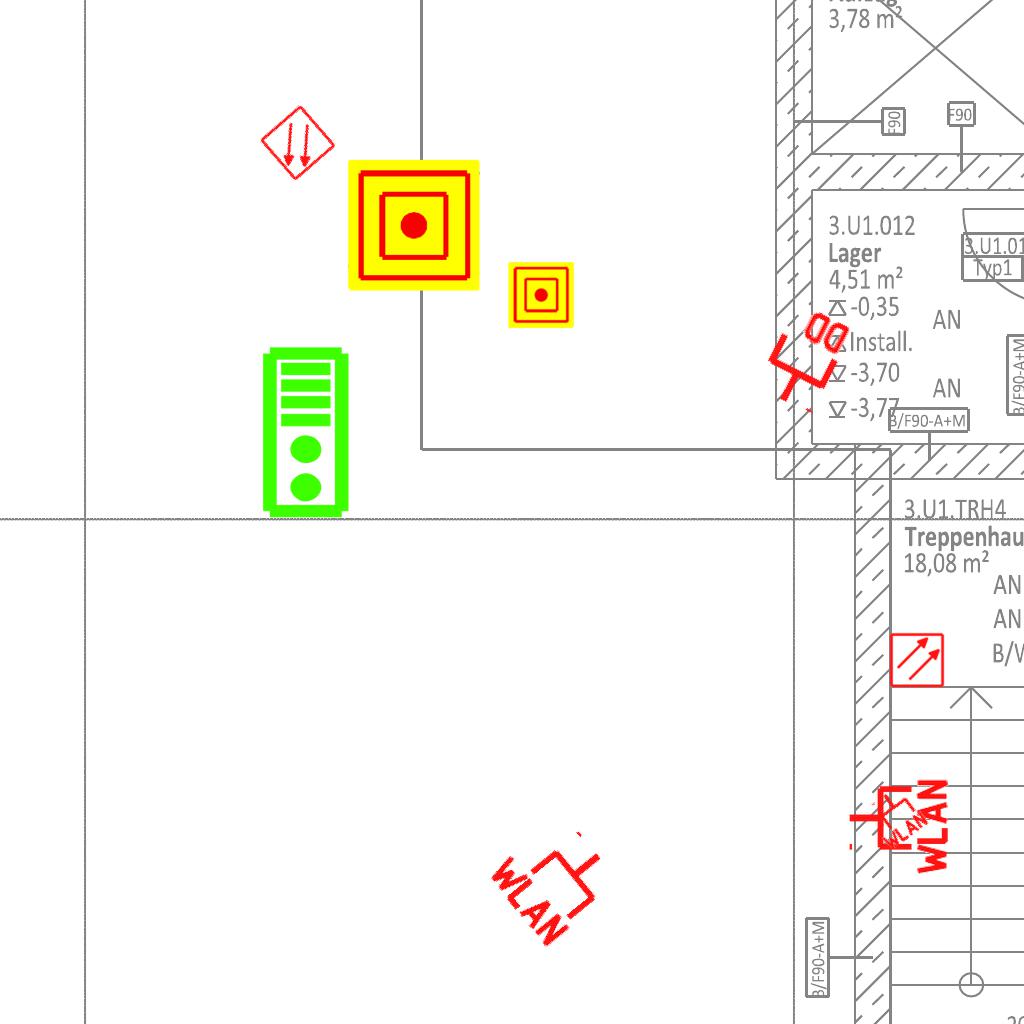 3,78 m²
F90
F90
3.U1.012
Lager
4,51 m²
-0,35
Install.
-3,70
-3,77
AN
AN
3.U1.01
Typ1
B/F90-A+M
B/F90-A+M
3.U1.TRH4
Treppenhau
18,08 m²
AN
AN
WLAN
WLAN
WLAN
B/F90-A+M